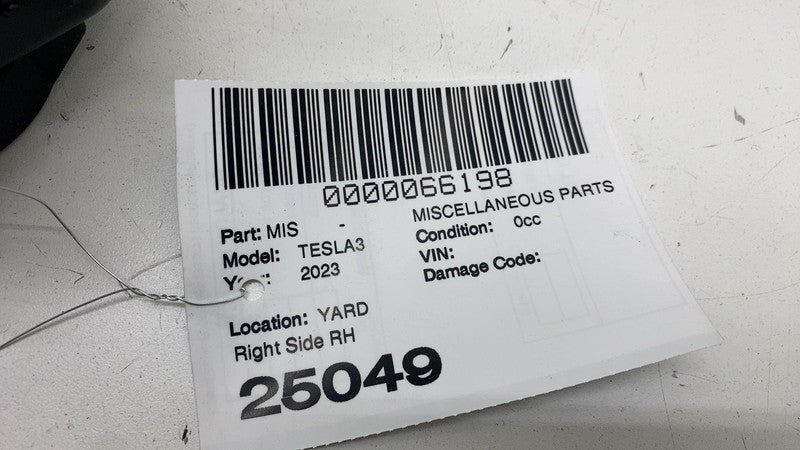 0000066198
Part: MIS - MISCELLANEOUS PARTS
Model: TESLA3 Condition: 0cc
2023 VIN:
Damage Code:
Location: YARD
Right Side RH
25049